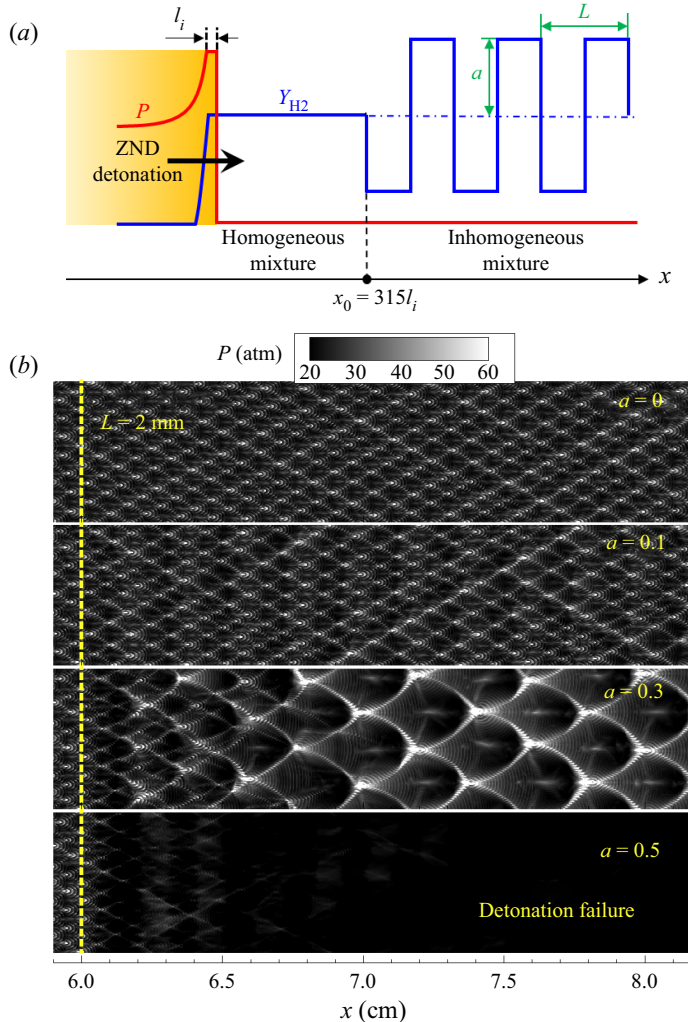 (a)
l_i
L
a
P
Y_H2
ZND
detonation
Homogeneous
mixture
Inhomogeneous
mixture
x
x_0 = 315l_i
(b)
P (atm)
20 30 40 50 60
a = 0
L = 2 mm
a = 0.1
a = 0.3
a = 0.5
Detonation failure
6.0 6.5 7.0 7.5 8.0
x (cm)